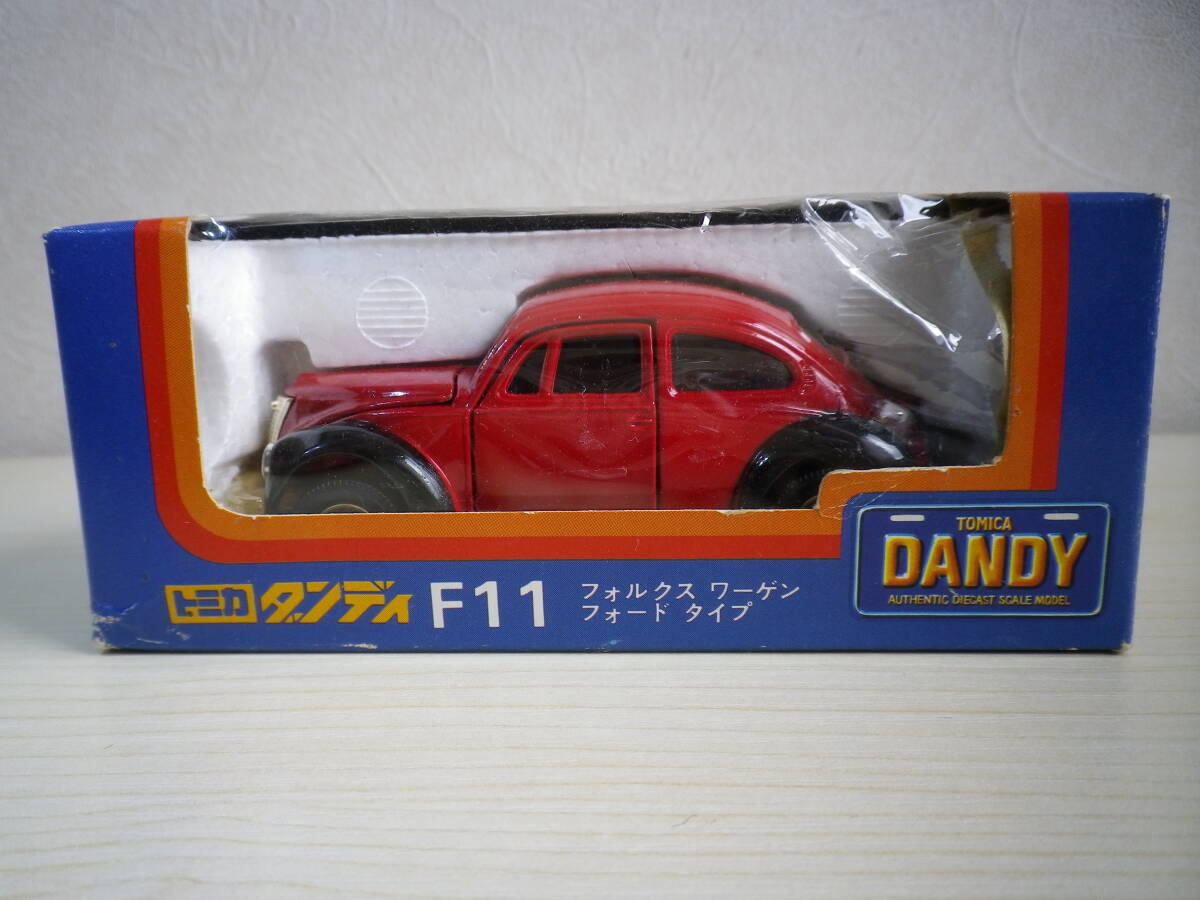 トミカ ダンディ F11
フォルクス ワーゲン
フォード タイプ
TOMICA
DANDY
AUTHENTIC DIECAST SCALE MODEL